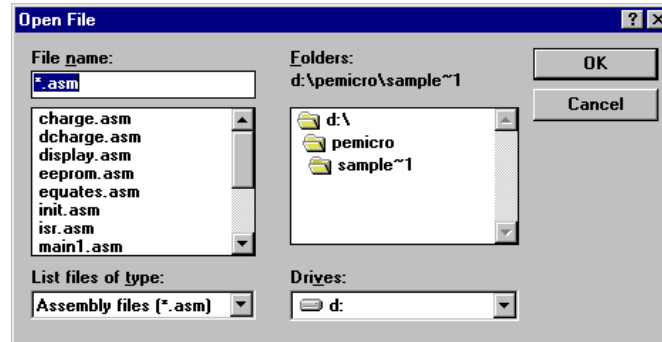 Open File
File name:
*.asm
charge.asm
dcharge.asm
display.asm
eeprom.asm
equates.asm
init.asm
isr.asm
main1.asm
List files of type:
Assembly files (*.asm)
Folders:
d:\pemicro\sample~1
d:\
pemicro
sample~1
Drives:
d:
OK
Cancel